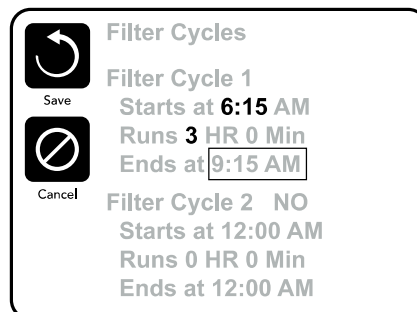 Filter Cycles
Save
Filter Cycle 1
Starts at 6:15 AM
Runs 3 HR 0 Min
Ends at 9:15 AM
Cancel
Filter Cycle 2 NO
Starts at 12:00 AM
Runs 0 HR 0 Min
Ends at 12:00 AM